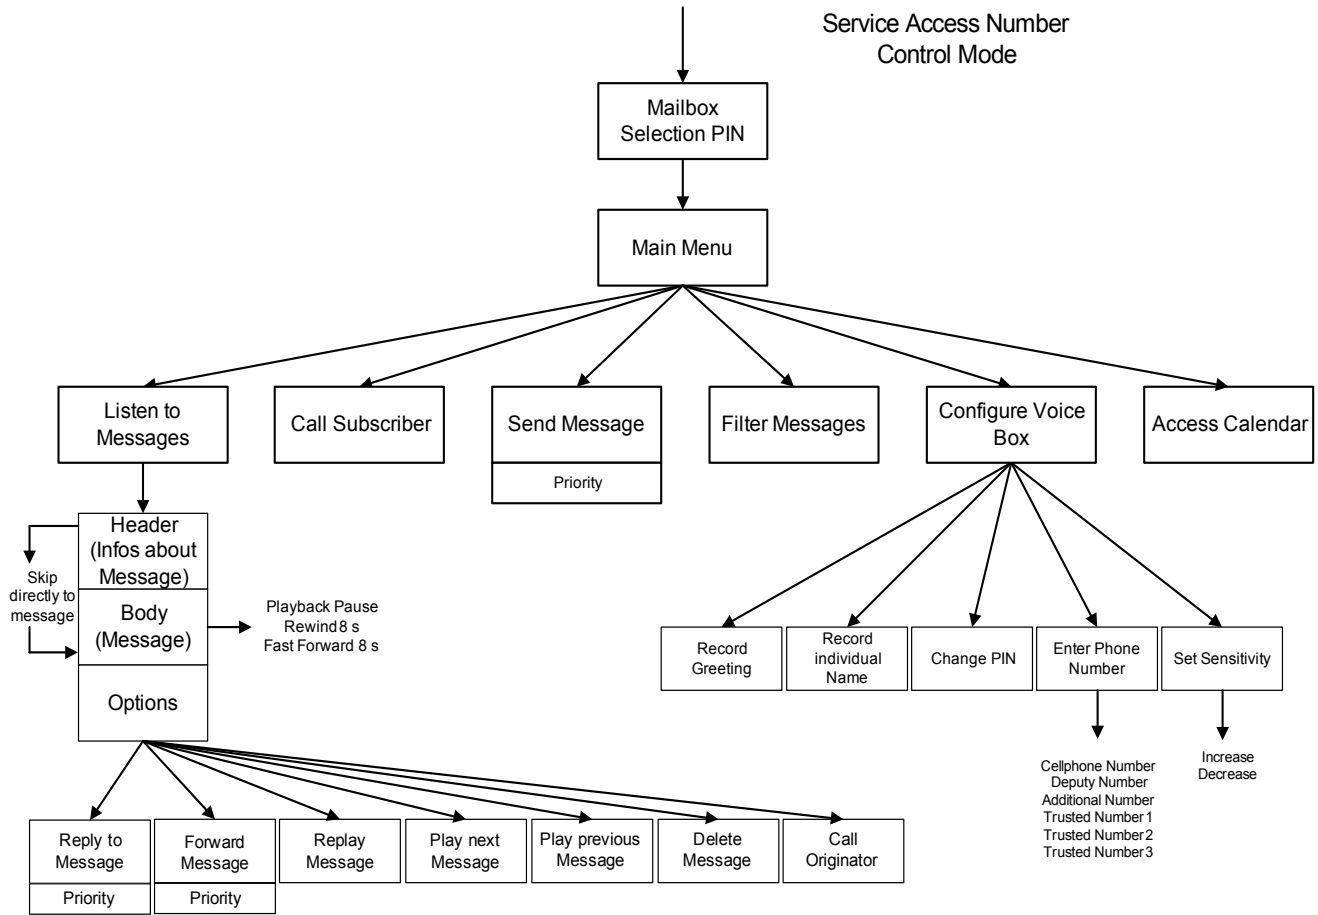 Service Access Number
Control Mode
Mailbox
Selection PIN
Main Menu
Listen to
Messages
Call Subscriber
Send Message
Priority
Filter Messages
Configure Voice
Box
Access Calendar
Header
(Infos about
Message)
Skip
directly to
message
Body
(Message)
Playback Pause
Rewind 8 s
Fast Forward 8 s
Options
Record
Greeting
Record
individual
Name
Change PIN
Enter Phone
Number
Set Sensitivity
Cellphone Number
Deputy Number
Additional Number
Trusted Number 1
Trusted Number 2
Trusted Number 3
Increase
Decrease
Reply to
Message
Priority
Forward
Message
Priority
Replay
Message
Play next
Message
Play previous
Message
Delete
Message
Call
Originator